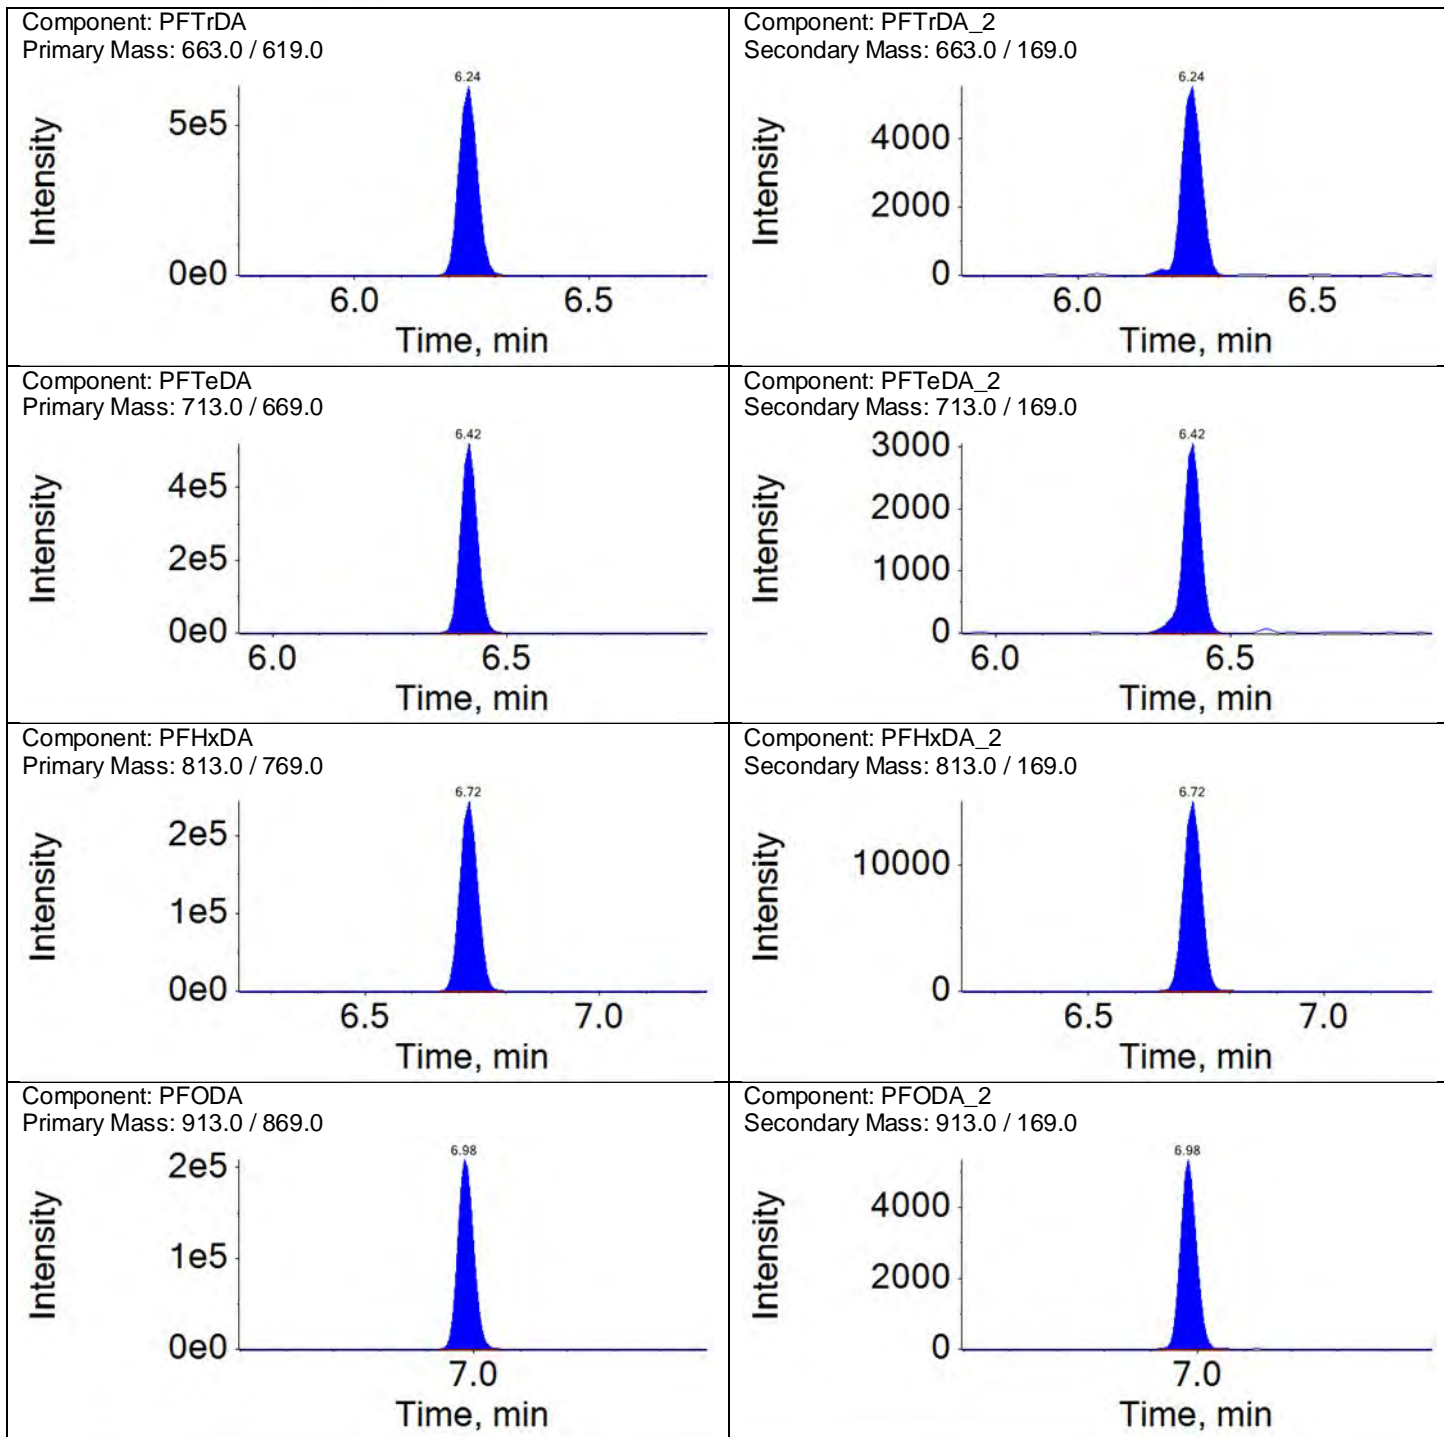 Component: PFTrDA
Primary Mass: 663.0 / 619.0
6.24
5e5
0e0
Intensity
6.0
6.5
Time, min
Component: PFTrDA_2
Secondary Mass: 663.0 / 169.0
6.24
4000
2000
0
Intensity
6.0
6.5
Time, min
Component: PFTeDA
Primary Mass: 713.0 / 669.0
6.42
4e5
2e5
0e0
Intensity
6.0
6.5
Time, min
Component: PFTeDA_2
Secondary Mass: 713.0 / 169.0
6.42
3000
2000
1000
0
Intensity
6.0
6.5
Time, min
Component: PFHxDA
Primary Mass: 813.0 / 769.0
6.72
2e5
1e5
0e0
Intensity
6.5
7.0
Time, min
Component: PFHxDA_2
Secondary Mass: 813.0 / 169.0
6.72
10000
0
Intensity
6.5
7.0
Time, min
Component: PFODA
Primary Mass: 913.0 / 869.0
6.98
2e5
1e5
0e0
Intensity
7.0
Time, min
Component: PFODA_2
Secondary Mass: 913.0 / 169.0
6.98
4000
2000
0
Intensity
7.0
Time, min